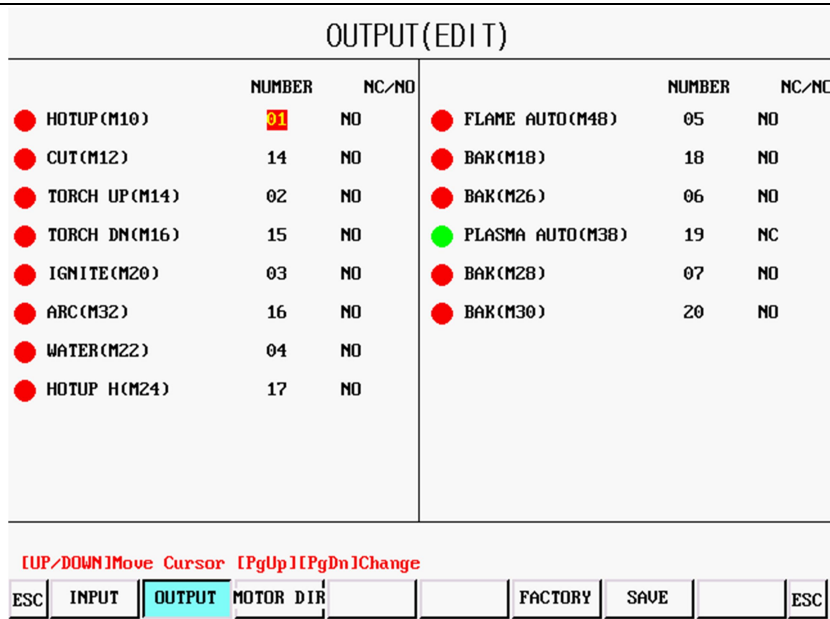 OUTPUT(EDIT)
NUMBER NC/NO NUMBER NC/NO
HOTUP(M10) 01 NO FLAME AUTO(M48) 05 NO
CUT(M12) 14 NO BAK(M18) 18 NO
TORCH UP(M14) 02 NO BAK(M26) 06 NO
TORCH DN(M16) 15 NO PLASMA AUTO(M38) 19 NC
IGNITE(M20) 03 NO BAK(M28) 07 NO
ARC(M32) 16 NO BAK(M30) 20 NO
WATER(M22) 04 NO
HOTUP H(M24) 17 NO
[UP/DOWN]Move Cursor [PgUp][PgDn]Change
ESC INPUT OUTPUT MOTOR DIR FACTORY SAVE ESC